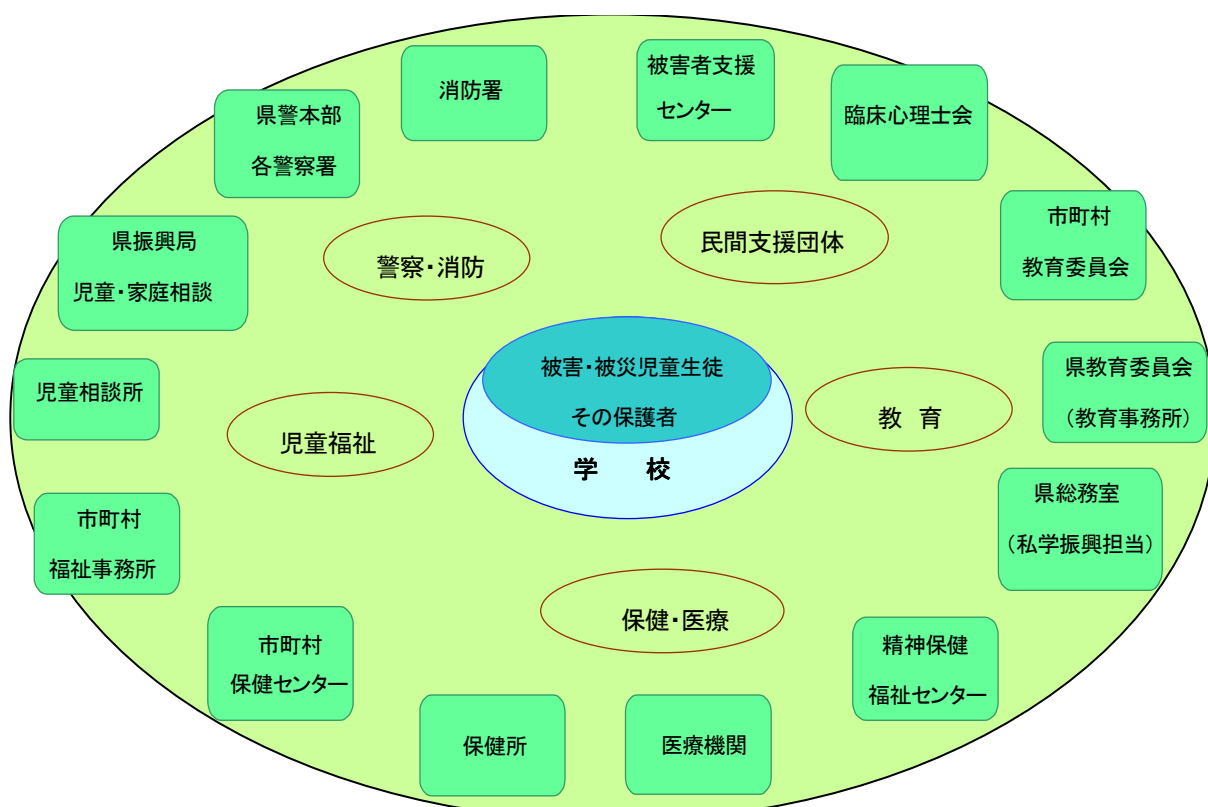 消防署
被害者支援
センター
臨床心理士会
県警本部
各警察署
市町村
教育委員会
県振興局
児童・家庭相談
警察・消防
民間支援団体
児童相談所
被害・被災児童生徒
その保護者
学　校
県教育委員会
（教育事務所）
児童福祉
教　育
県総務室
（私学振興担当）
市町村
福祉事務所
保健・医療
市町村
保健センター
精神保健
福祉センター
保健所
医療機関